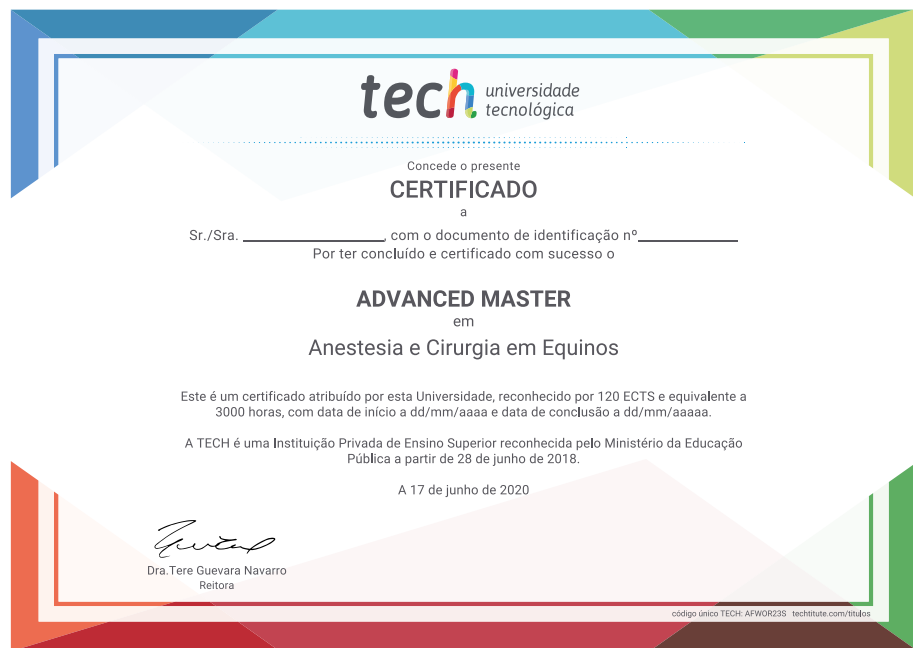 tech universidade
tecnológica
Concede o presente
CERTIFICADO
a
Sr./Sra. ____________________, com o documento de identificação nº______________
Por ter concluído e certificado com sucesso o
ADVANCED MASTER
em
Anestesia e Cirurgia em Equinos
Este é um certificado atribuído por esta Universidade, reconhecido por 120 ECTS e equivalente a
3000 horas, com data de início a dd/mm/aaaa e data de conclusão a dd/mm/aaaaa.
A TECH é uma Instituição Privada de Ensino Superior reconhecida pelo Ministério da Educação
Pública a partir de 28 de junho de 2018.
A 17 de junho de 2020
Dra.Tere Guevara Navarro
Reitora
código único TECH: AFWOR23S techtitute.com/titulos